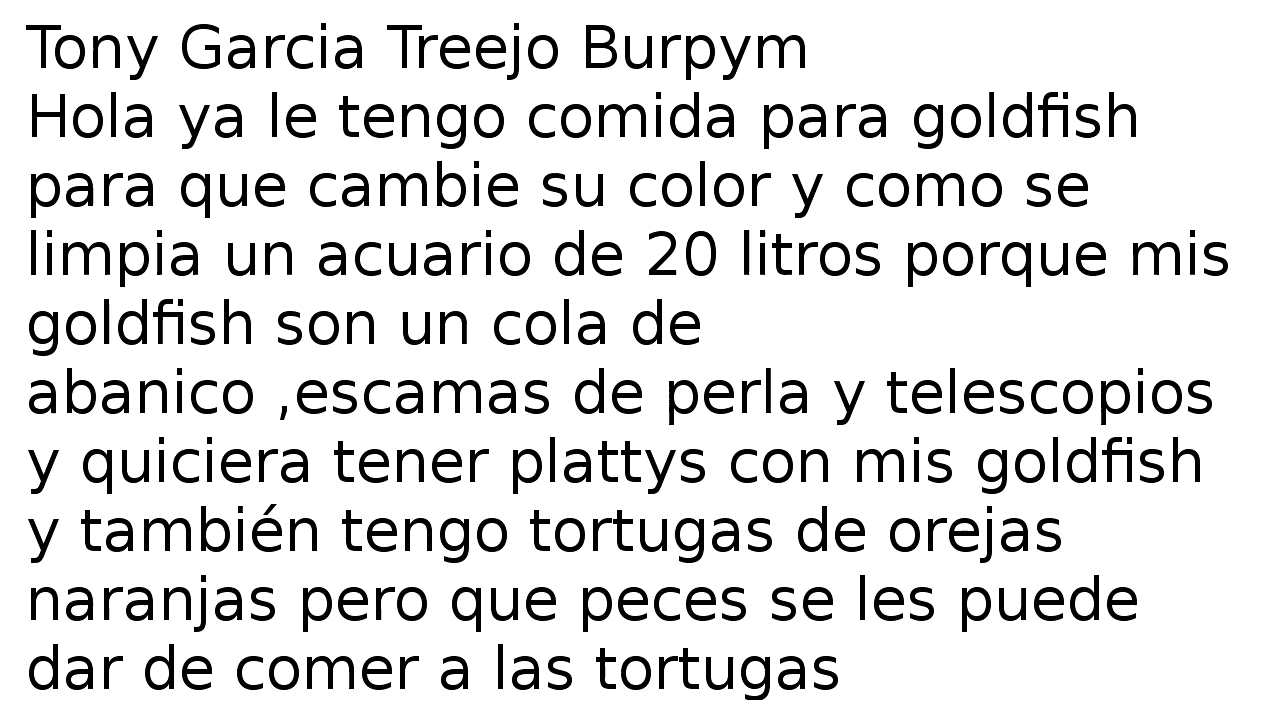 Tony Garcia Treejo Burpym
Hola ya le tengo comida para goldfish
para que cambie su color y como se
limpia un acuario de 20 litros porque mis
goldfish son un cola de
abanico ,escamas de perla y telescopios
y quiciera tener plattys con mis goldfish
y también tengo tortugas de orejas
naranjas pero que peces se les puede
dar de comer a las tortugas